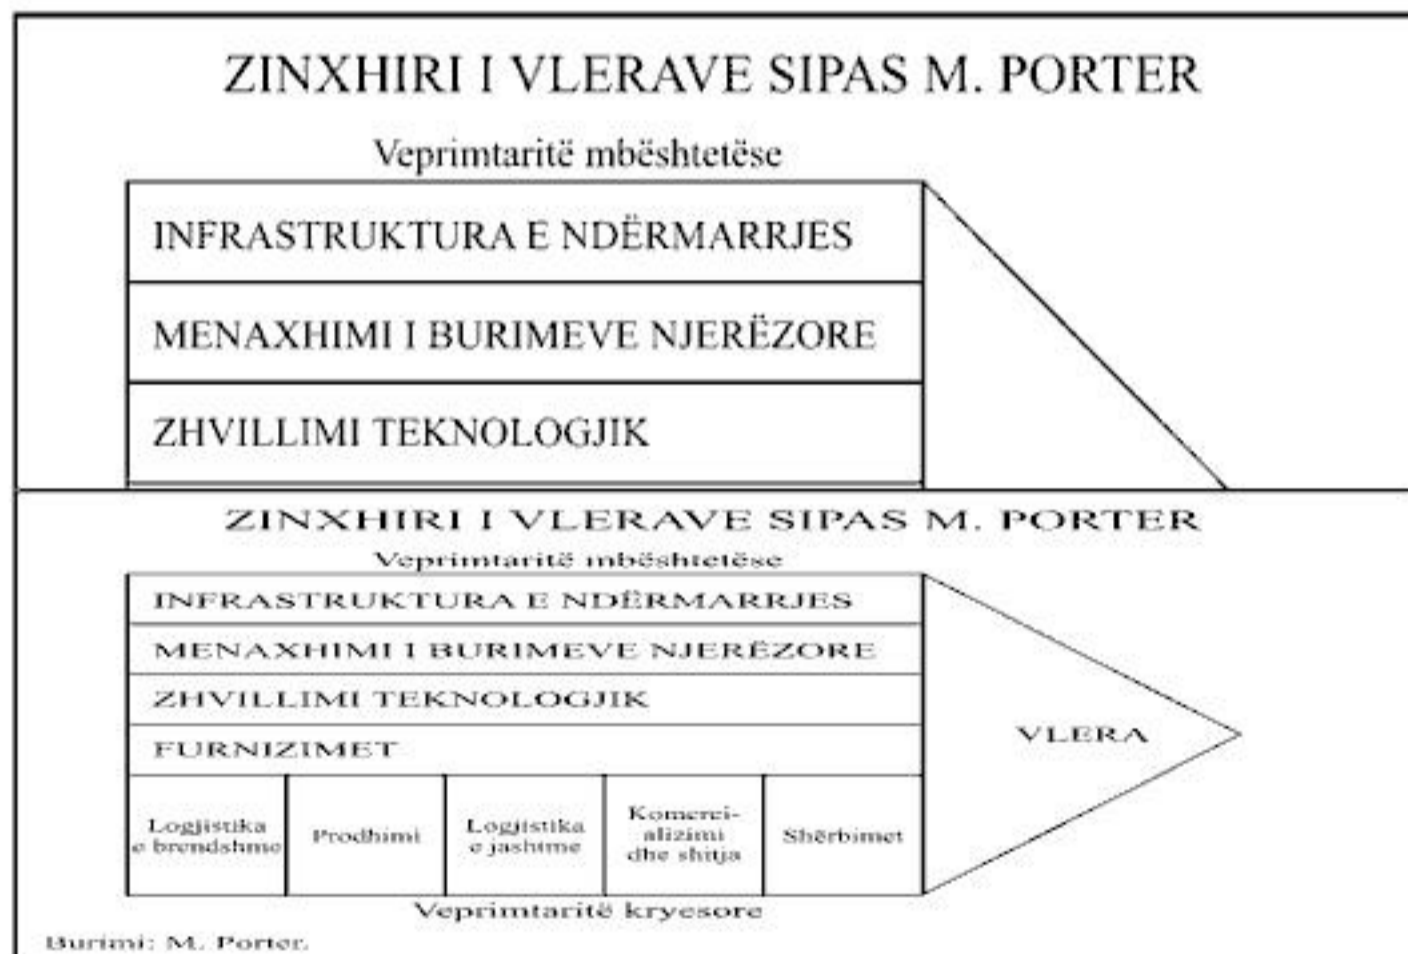 ZINXHIRI I VLERAVE SIPAS M. PORTER
Veprimtaritë mbështetëse
INFRASTRUKTURA E NDËRMARRJES
MENAXHIMI I BURIMEVE NJERËZORE
ZHVILLIMI TEKNOLOGJIK
ZINXHIRI I VLERAVE SIPAS M. PORTER
Veprimtaritë mbështetëse
INFRASTRUKTURA E NDËRMARRJES
MENAXHIMI I BURIMEVE NJERËZORE
ZHVILLIMI TEKNOLOGJIK
FURNIZIMET
VLERA
Logjistika
e brendshme
Prodhimi
Logjistika
e jashtme
Komerci-
alizimi
dhe shitja
Shërbimet
Veprimtaritë kryesore
Burimi: M. Porter.